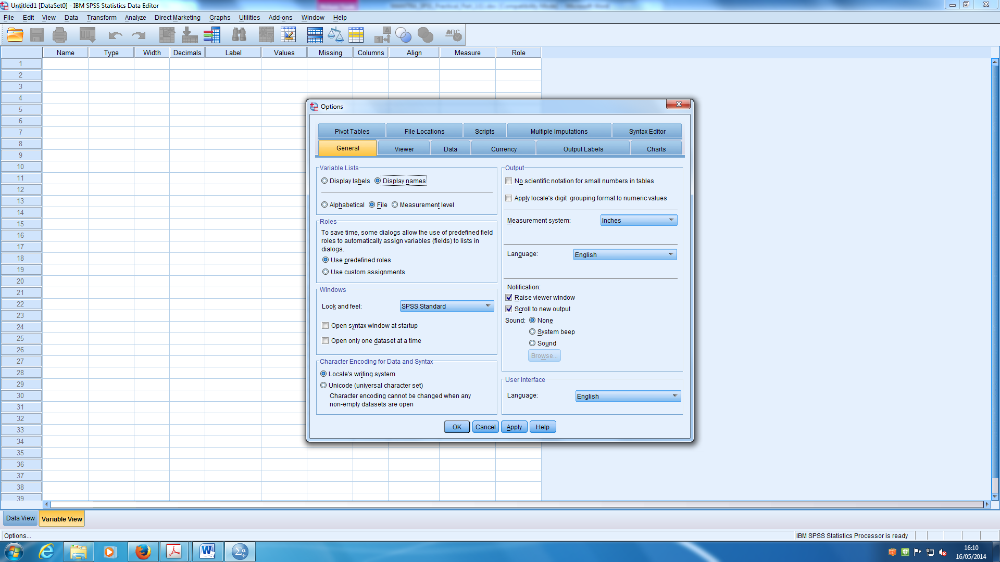 Untitled1 [DataSet0] - IBM SPSS Statistics Data Editor
File Edit View Data Transform Analyze Direct Marketing Graphs Utilities Add-ons Window Help
Name Type Width Decimals Label Values Missing Columns Align Measure Role
1
2
3
4
5
6
7
8
9
10
11
12
13
14
15
16
17
18
19
20
21
22
23
24
25
26
27
28
29
30
31
32
33
34
35
36
37
38
39
Options
Pivot Tables File Locations Scripts Multiple Imputations Syntax Editor
General Viewer Data Currency Output Labels Charts
Variable Lists
Display labels Display names
Alphabetical File Measurement level
Roles
To save time, some dialogs allow the use of predefined field
roles to automatically assign variables (fields) to lists in
dialogs.
Use predefined roles
Use custom assignments
Windows
Look and feel: SPSS Standard
Open syntax window at startup
Open only one dataset at a time
Character Encoding for Data and Syntax
Locale's writing system
Unicode (universal character set)
Character encoding cannot be changed when any
non-empty datasets are open
Output
No scientific notation for small numbers in tables
Apply locale's digit grouping format to numeric values
Measurement system: Inches
Language: English
Notification:
Raise viewer window
Scroll to new output
Sound: None
System beep
Sound
Browse...
User Interface
Language: English
OK Cancel Apply Help
Data View Variable View
Options... IBM SPSS Statistics Processor is ready
16:10
16/05/2014